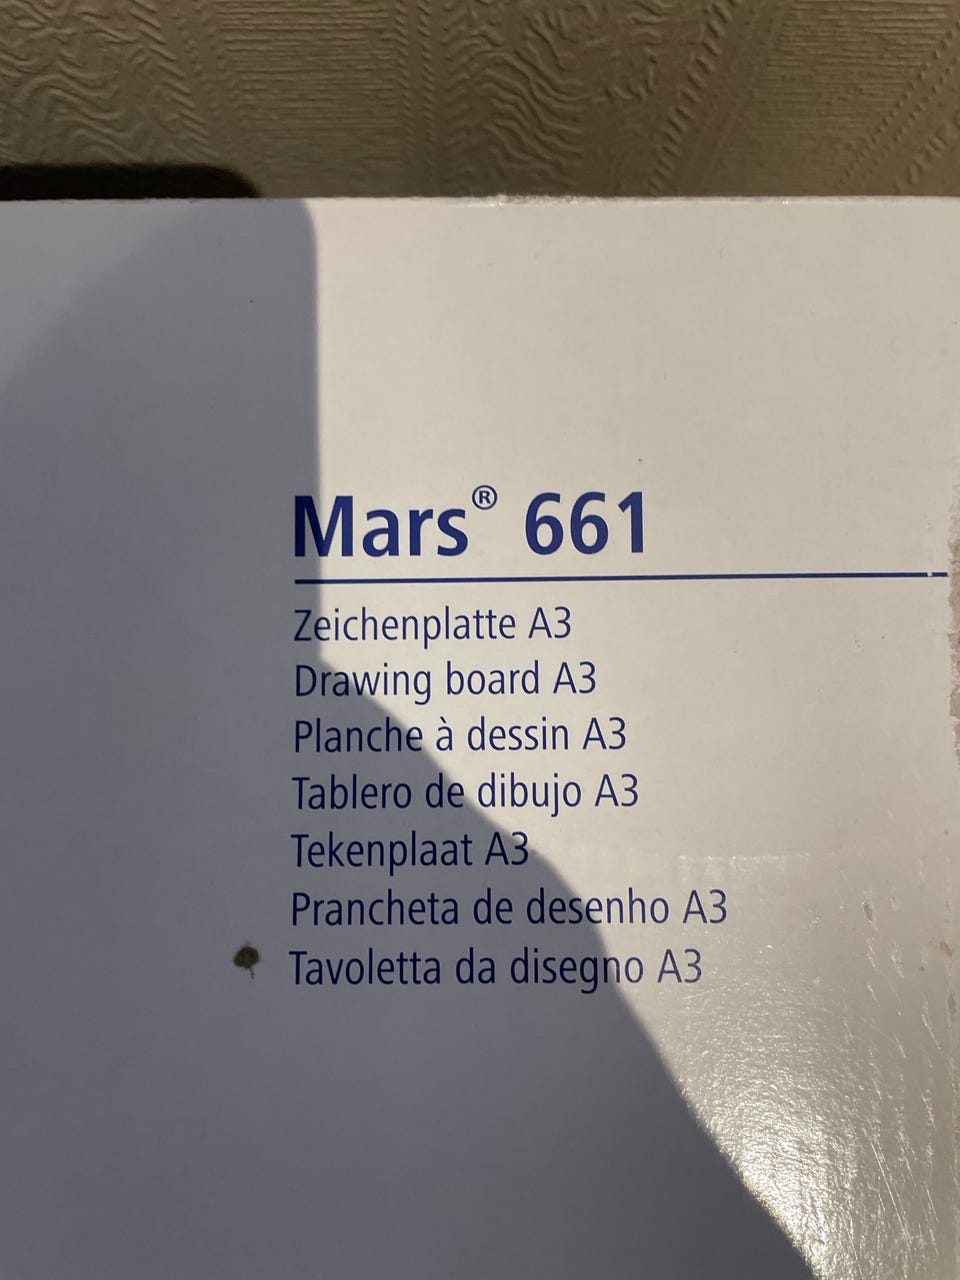 Mars® 661
Zeichenplatte A3
Drawing board A3
Planche à dessin A3
Tablero de dibujo A3
Tekenplaat A3
Prancheta de desenho A3
Tavoletta da disegno A3